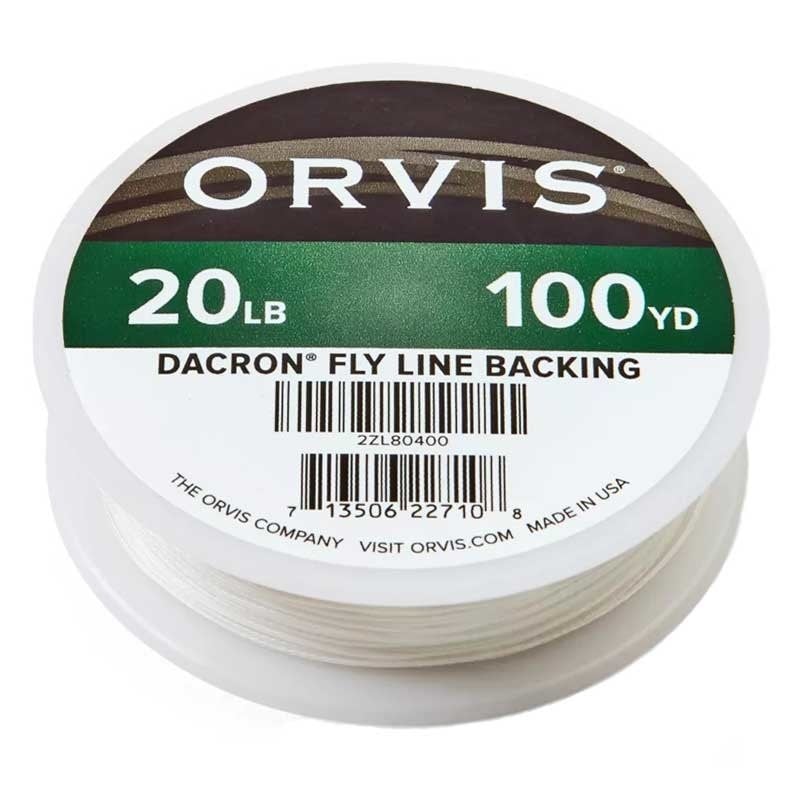 ORVIS®
20LB 100YD
DACRON® FLY LINE BACKING
2ZL80400
7 13506 22710 8
THE ORVIS COMPANY VISIT ORVIS.COM MADE IN USA